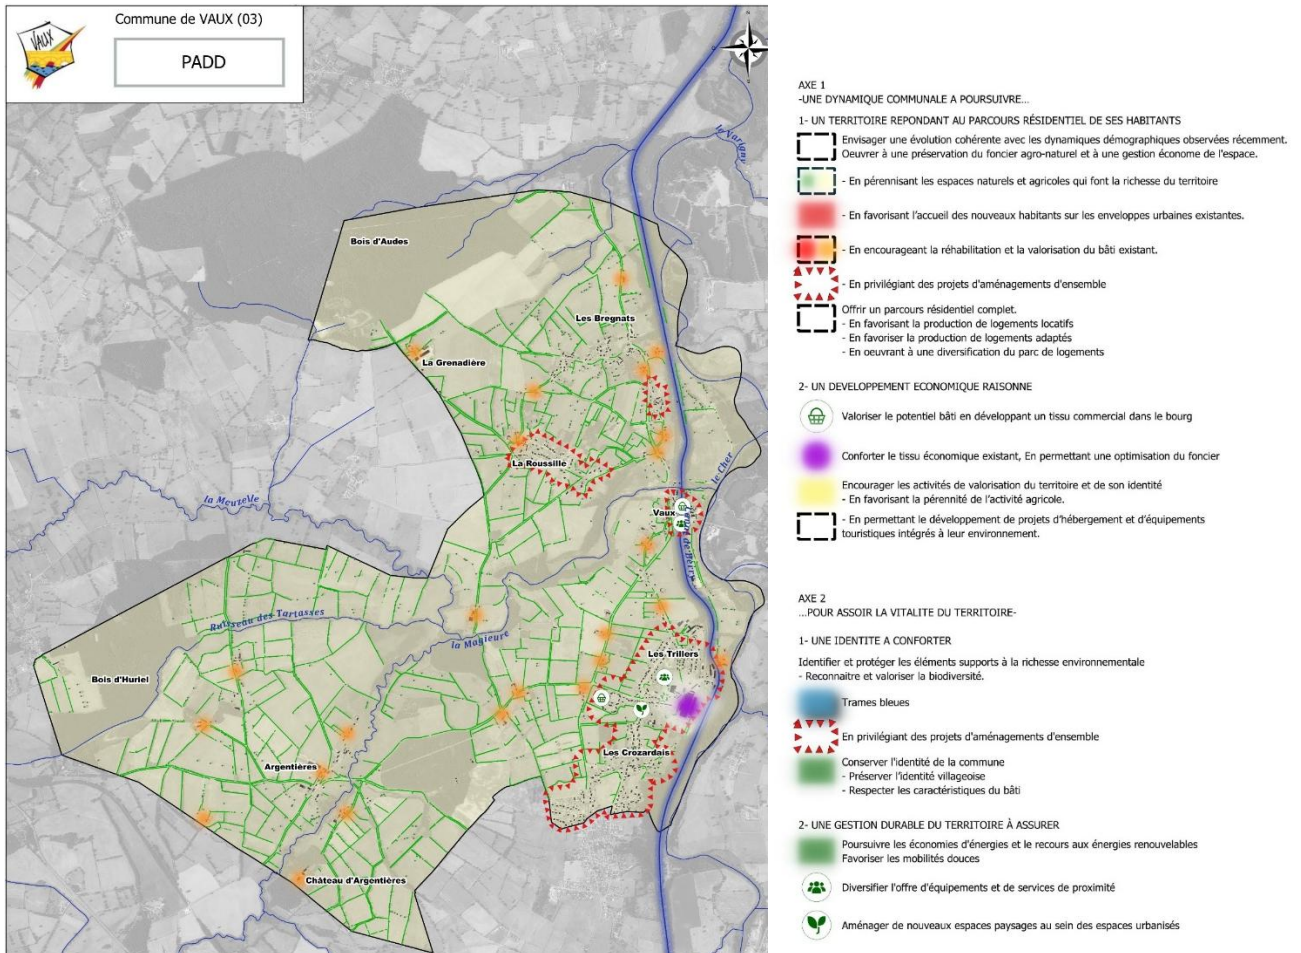 Commune de VAUX (03)
VAUX
PADD
la Varigny
Bois d'Audes
Les Bregnats
La Grenadière
La Roussille
la Meuzelle
le Cher
Vaux
Canal de Berry
Ruisseau des Tartasses
la Magieure
Les Trillers
Bois d'Huriel
Les Crozardais
Argentières
Château d'Argentières
AXE 1
-UNE DYNAMIQUE COMMUNALE A POURSUIVRE...
1- UN TERRITOIRE REPONDANT AU PARCOURS RÉSIDENTIEL DE SES HABITANTS
Envisager une évolution cohérente avec les dynamiques démographiques observées récemment.
Oeuvrer à une préservation du foncier agro-naturel et à une gestion économe de l'espace.
- En pérennisant les espaces naturels et agricoles qui font la richesse du territoire
- En favorisant l'accueil des nouveaux habitants sur les enveloppes urbaines existantes.
- En encourageant la réhabilitation et la valorisation du bâti existant.
- En privilégiant des projets d'aménagements d'ensemble
Offrir un parcours résidentiel complet.
- En favorisant la production de logements locatifs
- En favoriser la production de logements adaptés
- En oeuvrant à une diversification du parc de logements
2- UN DEVELOPPEMENT ECONOMIQUE RAISONNE
Valoriser le potentiel bâti en développant un tissu commercial dans le bourg
Conforter le tissu économique existant, En permettant une optimisation du foncier
Encourager les activités de valorisation du territoire et de son identité
- En favorisant la pérennité de l'activité agricole.
- En permettant le développement de projets d'hébergement et d'équipements
touristiques intégrés à leur environnement.
AXE 2
...POUR ASSOIR LA VITALITE DU TERRITOIRE-
1- UNE IDENTITE A CONFORTER
Identifier et protéger les éléments supports à la richesse environnementale
- Reconnaitre et valoriser la biodiversité.
Trames bleues
En privilégiant des projets d'aménagements d'ensemble
Conserver l'identité de la commune
- Préserver l'identité villageoise
- Respecter les caractéristiques du bâti
2- UNE GESTION DURABLE DU TERRITOIRE À ASSURER
Poursuivre les économies d'énergies et le recours aux énergies renouvelables
Favoriser les mobilités douces
Diversifier l'offre d'équipements et de services de proximité
Aménager de nouveaux espaces paysages au sein des espaces urbanisés